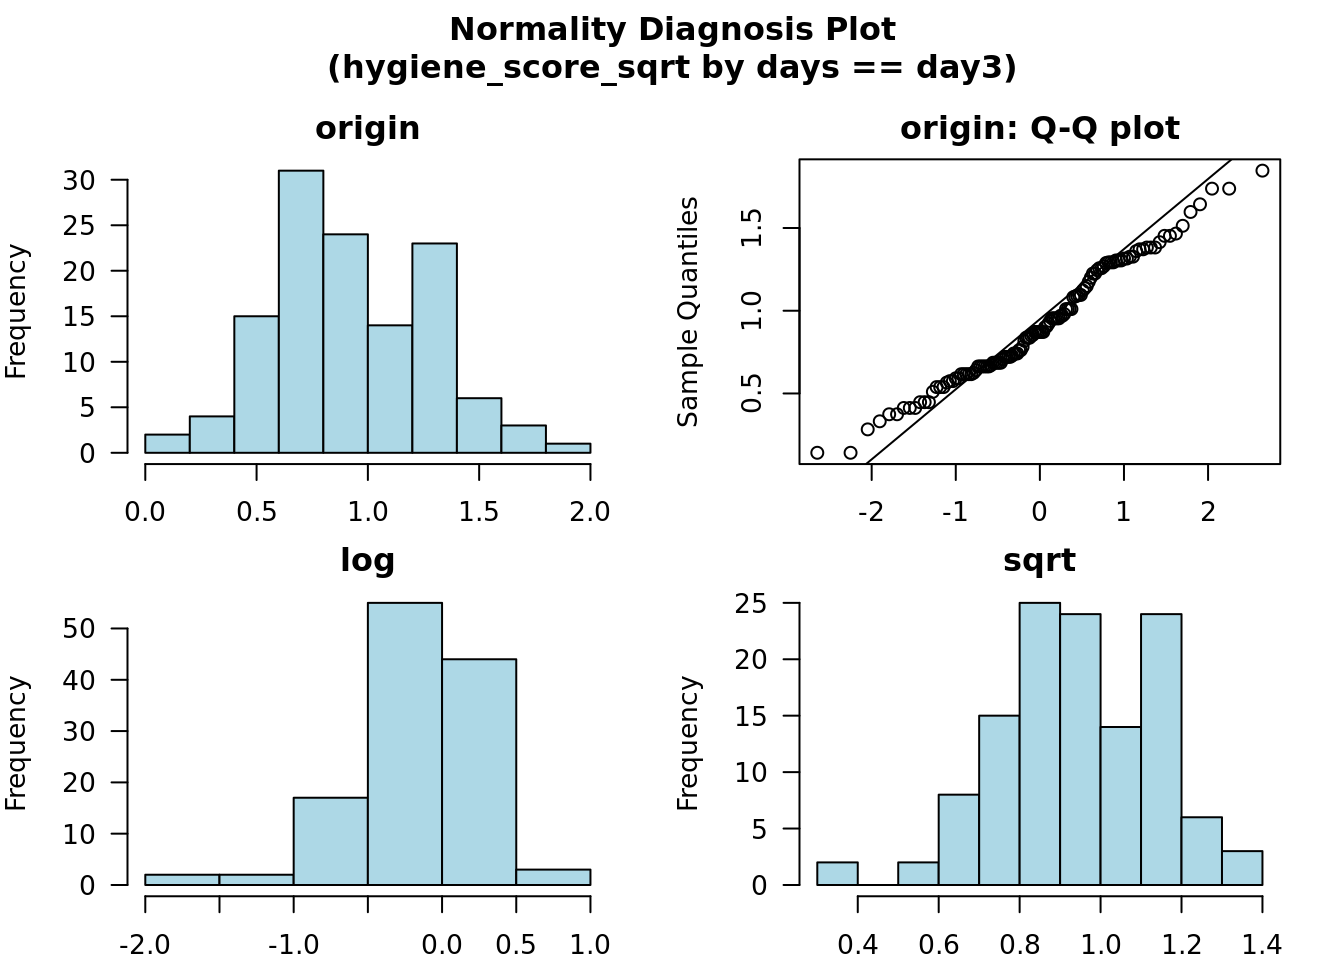 Normality Diagnosis Plot
(hygiene_score_sqrt by days == day3)
origin
Frequency
30
25
20
15
10
5
0
0.0 0.5 1.0 1.5 2.0
origin: Q-Q plot
Sample Quantiles
1.5
1.0
0.5
-2 -1 0 1 2
log
Frequency
50
40
30
20
10
0
-2.0 -1.0 0.0 0.5 1.0
sqrt
Frequency
25
20
15
10
5
0
0.4 0.6 0.8 1.0 1.2 1.4